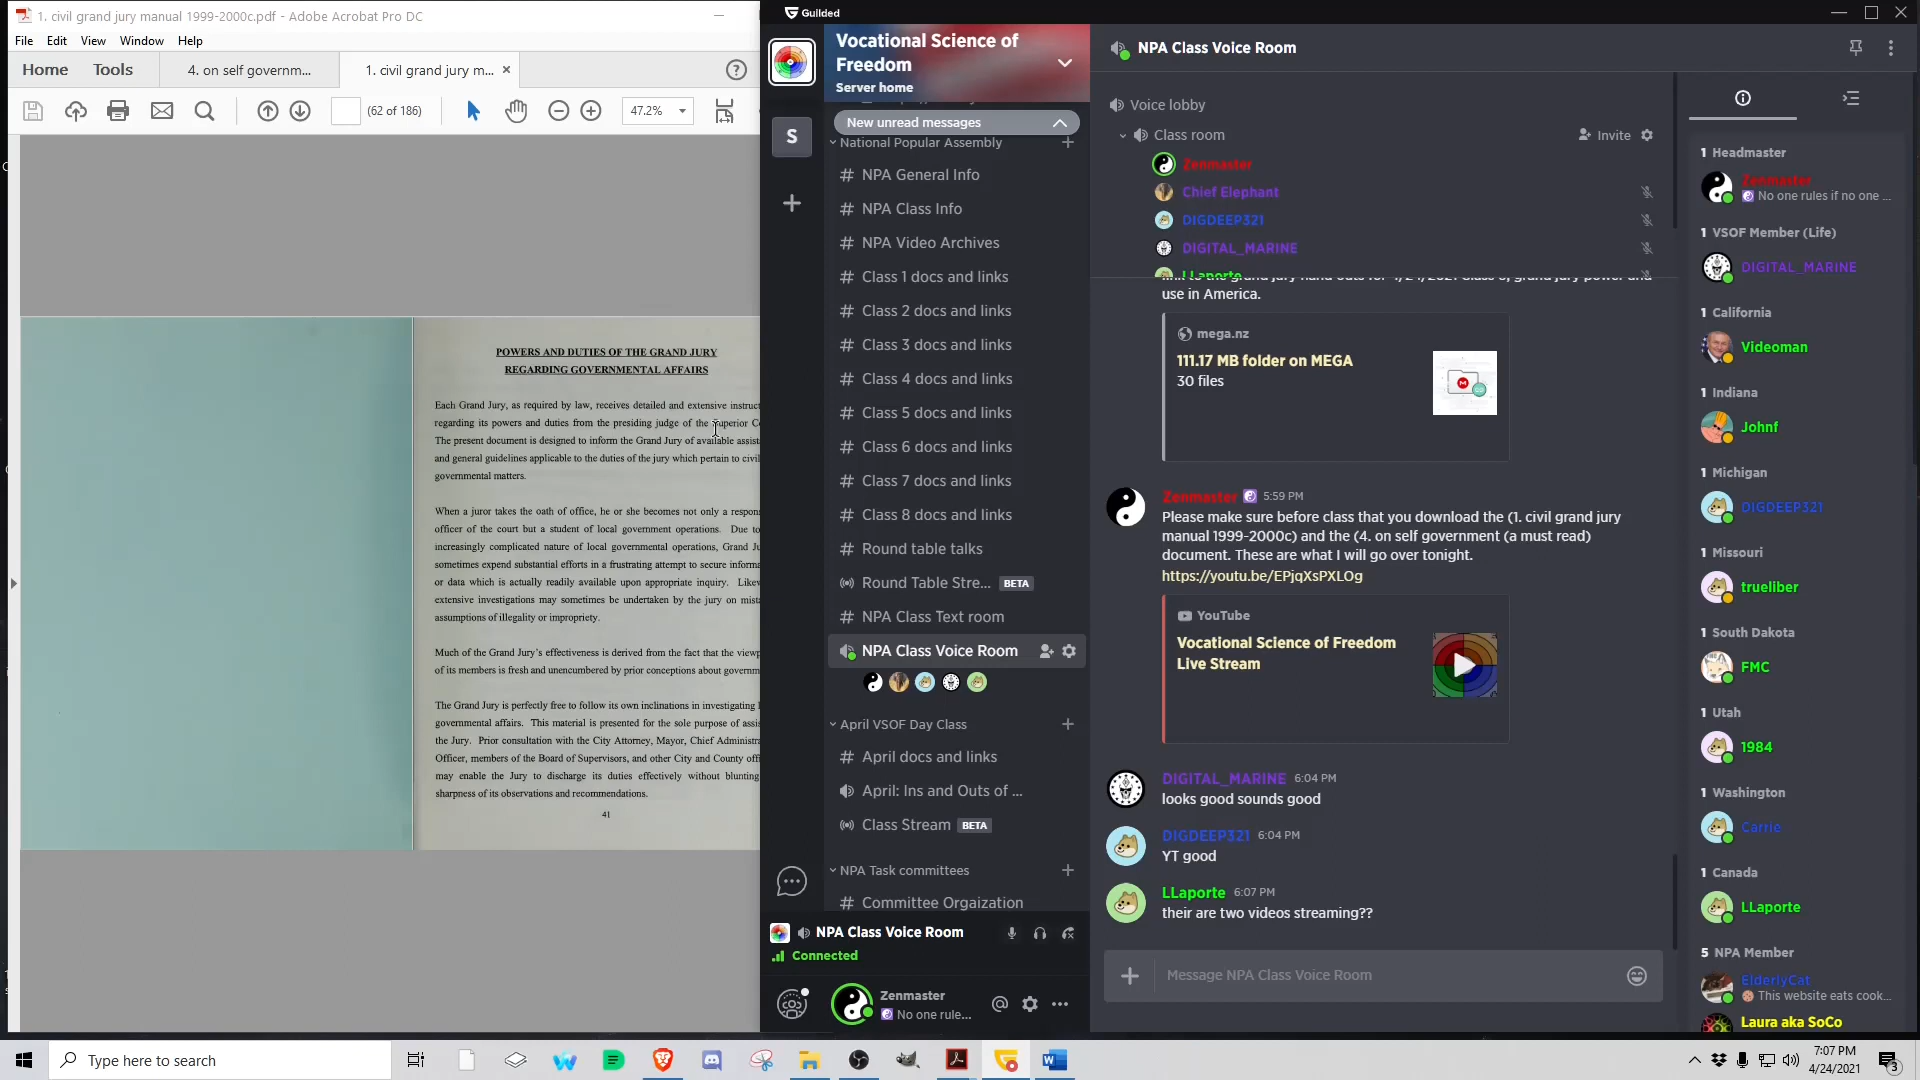 1. civil grand jury manual 1999-2000c.pdf - Adobe Acrobat Pro DC
File Edit View Window Help
Home Tools 4. on self governm... 1. civil grand jury m...
(62 of 186) 47.2%
POWERS AND DUTIES OF THE GRAND JURY
REGARDING GOVERNMENTAL AFFAIRS
Each Grand Jury, as required by law, receives detailed and extensive instruct
regarding its powers and duties from the presiding judge of the Superior Co
The present document is designed to inform the Grand Jury of available assist
and general guidelines applicable to the duties of the jury which pertain to civil
governmental matters.
When a juror takes the oath of office, he or she becomes not only a respons
officer of the court but a student of local government operations. Due to
increasingly complicated nature of local governmental operations, Grand Ju
sometimes expend substantial efforts in a frustrating attempt to secure informa
or data which is actually readily available upon appropriate inquiry. Likew
extensive investigations may sometimes be undertaken by the jury on mista
assumptions of illegality or impropriety.
Much of the Grand Jury's effectiveness is derived from the fact that the viewp
of its members is fresh and unencumbered by prior conceptions about governm
The Grand Jury is perfectly free to follow its own inclinations in investigating l
governmental affairs. This material is presented for the sole purpose of assis
the Jury. Prior consultation with the City Attorney, Mayor, Chief Administra
Officer, members of the Board of Supervisors, and other City and County offi
may enable the Jury to discharge its duties effectively without blunting
sharpness of its observations and recommendations.
41
Guilded
S
Vocational Science of
Freedom
Server home
New unread messages
National Popular Assembly
# NPA General Info
# NPA Class Info
# NPA Video Archives
# Class 1 docs and links
# Class 2 docs and links
# Class 3 docs and links
# Class 4 docs and links
# Class 5 docs and links
# Class 6 docs and links
# Class 7 docs and links
# Class 8 docs and links
# Round table talks
Round Table Stre... BETA
# NPA Class Text room
NPA Class Voice Room
April VSOF Day Class
# April docs and links
April: Ins and Outs of ...
Class Stream BETA
NPA Task committees
# Committee Orgaization
NPA Class Voice Room
Connected
Zenmaster
No one rule...
NPA Class Voice Room
Voice lobby
Class room Invite
Zenmaster
Chief Elephant
DIGDEEP321
DIGITAL_MARINE
LLaporte
link to the grand jury hand outs for 4/24/2021 Class 8, grand jury power and
use in America.
mega.nz
111.17 MB folder on MEGA
30 files
Zenmaster 5:59 PM
Please make sure before class that you download the (1. civil grand jury
manual 1999-2000c) and the (4. on self government (a must read)
document. These are what I will go over tonight.
https://youtu.be/EPjqXsPXLOg
YouTube
Vocational Science of Freedom
Live Stream
DIGITAL_MARINE 6:04 PM
looks good sounds good
DIGDEEP321 6:04 PM
YT good
LLaporte 6:07 PM
their are two videos streaming??
Message NPA Class Voice Room
1 Headmaster
Zenmaster
No one rules if no one ...
1 VSOF Member (Life)
DIGITAL_MARINE
1 California
Videoman
1 Indiana
Johnf
1 Michigan
DIGDEEP321
1 Missouri
trueliber
1 South Dakota
FMC
1 Utah
1984
1 Washington
Carrie
1 Canada
LLaporte
5 NPA Member
ElderlyCat
This website eats cook...
Laura aka SoCo
Type here to search
7:07 PM
4/24/2021
3